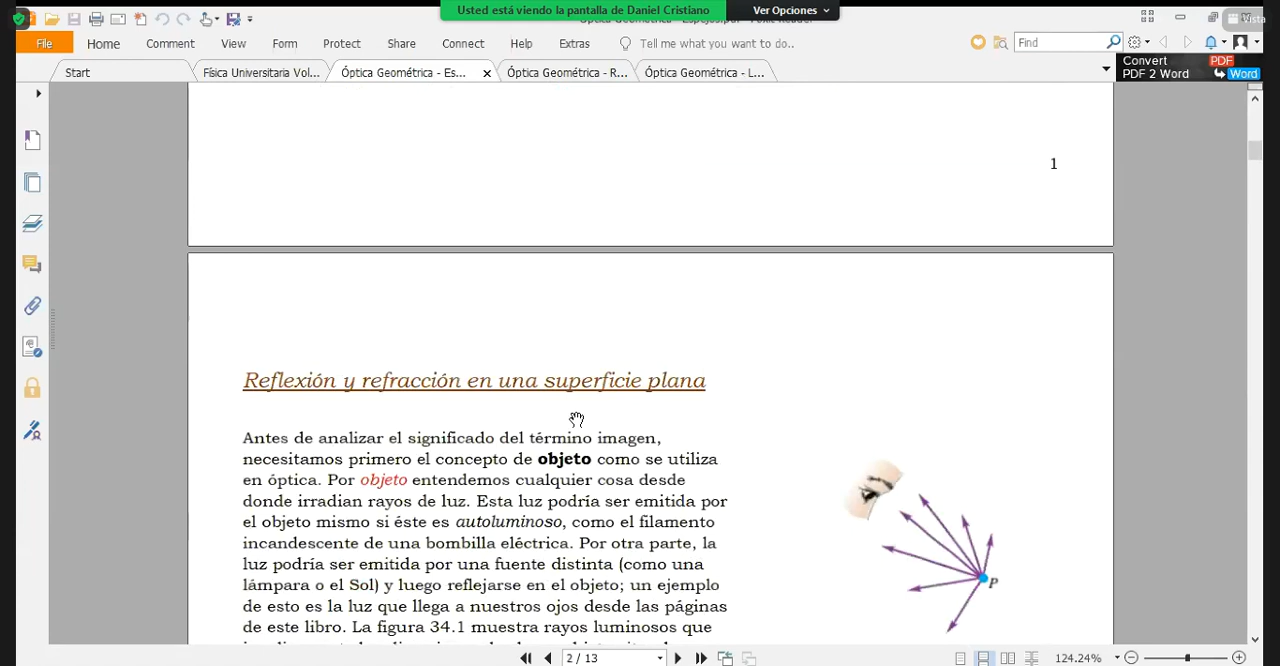 Usted está viendo la pantalla de Daniel Cristiano
Ver Opciones
Vista
File
Home
Comment
View
Form
Protect
Share
Connect
Help
Extras
Tell me what you want to do..
Find
Start
Física Universitaria Vol...
Óptica Geométrica - Es...
Óptica Geométrica - R...
Óptica Geométrica - L...
Convert
PDF 2 Word
PDF
Word
1
Reflexión y refracción en una superficie plana
Antes de analizar el significado del término imagen,
necesitamos primero el concepto de objeto como se utiliza
en óptica. Por objeto entendemos cualquier cosa desde
donde irradian rayos de luz. Esta luz podría ser emitida por
el objeto mismo si éste es autoluminoso, como el filamento
incandescente de una bombilla eléctrica. Por otra parte, la
luz podría ser emitida por una fuente distinta (como una
lámpara o el Sol) y luego reflejarse en el objeto; un ejemplo
de esto es la luz que llega a nuestros ojos desde las páginas
de este libro. La figura 34.1 muestra rayos luminosos que
P
2 / 13
124.24%